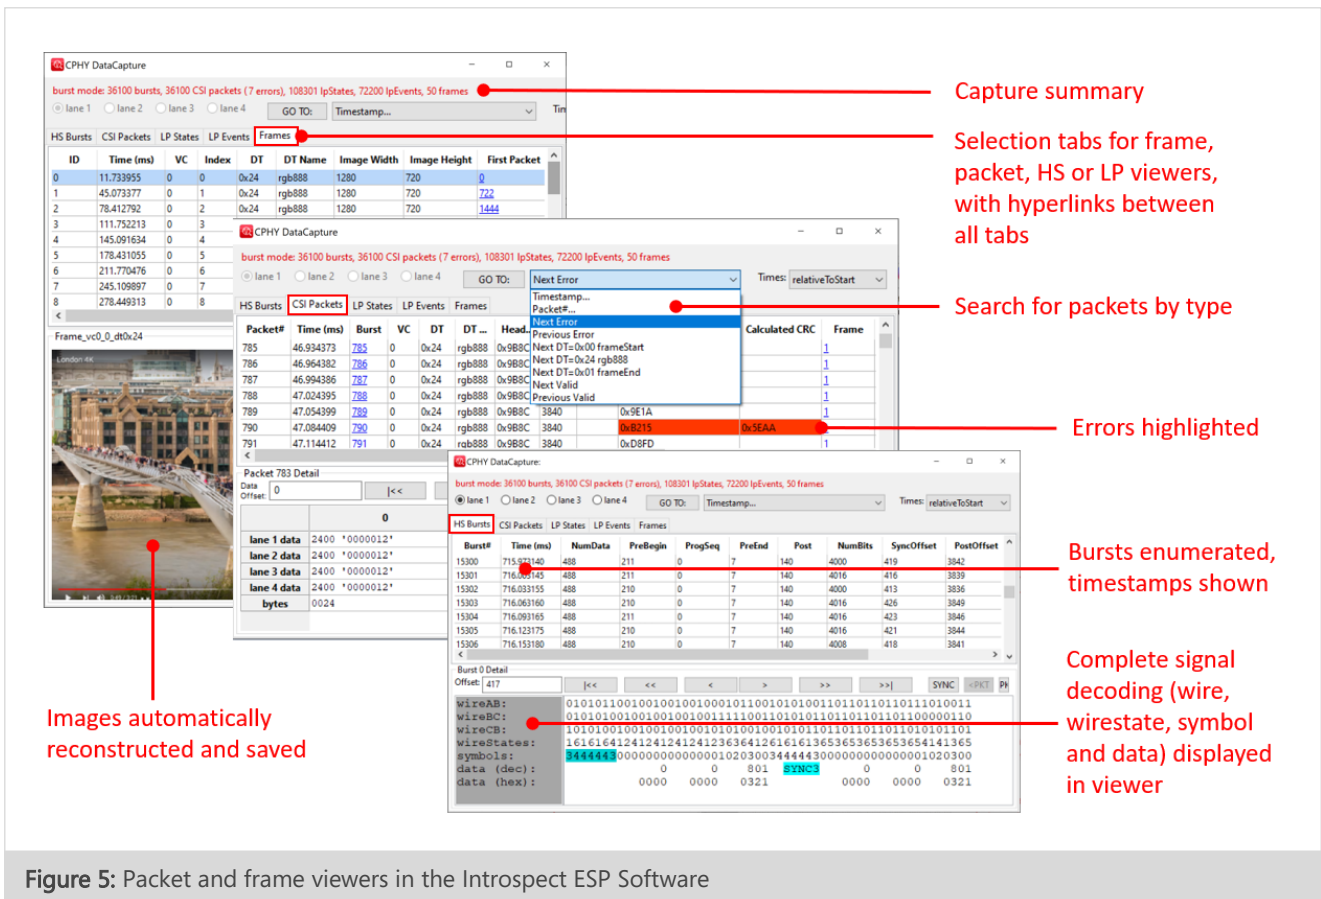 CPHY DataCapture
burst mode: 36100 bursts, 36100 CSI packets (7 errors), 108301 lpStates, 72200 lpEvents, 50 frames
lane 1 lane 2 lane 3 lane 4 GO TO: Timestamp... Tim
HS Bursts CSI Packets LP States LP Events Frames
ID Time (ms) VC Index DT DT Name Image Width Image Height First Packet
0 11.733955 0 0 0x24 rgb888 1280 720 0
1 45.073377 0 1 0x24 rgb888 1280 720 722
2 78.412792 0 2 0x24 rgb888 1280 720 1444
3 111.752213 0 3
4 145.091634 0 4
5 178.431055 0 5
6 211.770476 0 6
7 245.109897 0 7
8 278.449313 0 8
Frame_vc0_0_dt0x24
London 4K
CPHY DataCapture
burst mode: 36100 bursts, 36100 CSI packets (7 errors), 108301 lpStates, 72200 lpEvents, 50 frames
lane 1 lane 2 lane 3 lane 4 GO TO: Next Error Times: relativeToStart
HS Bursts CSI Packets LP States LP Events Frames
Timestamp...
Packet#...
Next Error
Previous Error
Next DT=0x00 frameStart
Next DT=0x24 rgb888
Next DT=0x01 frameEnd
Next Valid
Previous Valid
Packet# Time (ms) Burst VC DT DT ... Head.. Calculated CRC Frame
785 46.934373 785 0 0x24 rgb888 0x9B8C 1
786 46.964382 786 0 0x24 rgb888 0x9B8C 1
787 46.994386 787 0 0x24 rgb888 0x9B8C 1
788 47.024395 788 0 0x24 rgb888 0x9B8C 1
789 47.054399 789 0 0x24 rgb888 0x9B8C 3840 0x9E1A 1
790 47.084409 790 0 0x24 rgb888 0x9B8C 3840 0xB215 0x5EAA 1
791 47.114412 791 0 0x24 rgb888 0x9B8C 3840 0xD8FD 1
Packet 783 Detail
Data Offset: 0 |<<
0
lane 1 data 2400 '0000012'
lane 2 data 2400 '0000012'
lane 3 data 2400 '0000012'
lane 4 data 2400 '0000012'
bytes 0024
CPHY DataCapture:
burst mode: 36100 bursts, 36100 CSI packets (7 errors), 108301 lpStates, 72200 lpEvents, 50 frames
lane 1 lane 2 lane 3 lane 4 GO TO: Timestamp... Times: relativeToStart
HS Bursts CSI Packets LP States LP Events Frames
Burst# Time (ms) NumData PreBegin ProgSeq PreEnd Post NumBits SyncOffset PostOffset
15300 488 211 0 7 140 4000 419 3842
15301 488 211 0 7 140 4016 416 3839
15302 716.033155 488 210 0 7 140 4000 413 3836
15303 716.063160 488 210 0 7 140 4016 426 3849
15304 716.093165 488 211 0 7 140 4016 423 3846
15305 716.123175 488 210 0 7 140 4016 421 3844
15306 716.153180 488 210 0 7 140 4008 418 3841
Burst 0 Detail
Offset: 417 |<< << < > >> >>| SYNC <PKT
wireAB:
wireBC:
wireCB:
wireStates:
symbols:
data (dec): 0 0 801 SYNC3 0 0 801
data (hex): 0000 0000 0321 0000 0000 0321
Capture summary
Selection tabs for frame,
packet, HS or LP viewers,
with hyperlinks between
all tabs
Search for packets by type
Errors highlighted
Bursts enumerated,
timestamps shown
Complete signal
decoding (wire,
wirestate, symbol
and data) displayed
in viewer
Images automatically
reconstructed and saved
Figure 5: Packet and frame viewers in the Introspect ESP Software